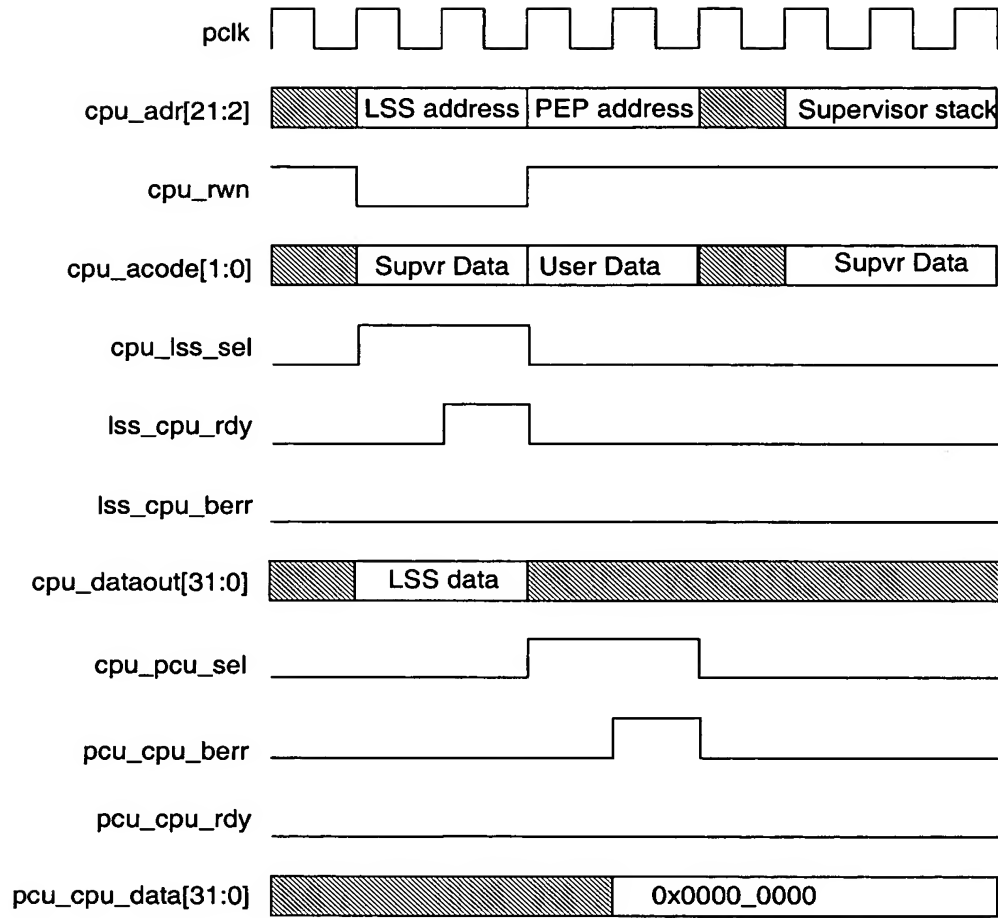 pclk
cpu_adr[21:2] LSS address PEP address Supervisor stack
cpu_rwn
cpu_acode[1:0] Supvr Data User Data Supvr Data
cpu_lss_sel
lss_cpu_rdy
lss_cpu_berr
cpu_dataout[31:0] LSS data
cpu_pcu_sel
pcu_cpu_berr
pcu_cpu_rdy
pcu_cpu_data[31:0] 0x0000_0000